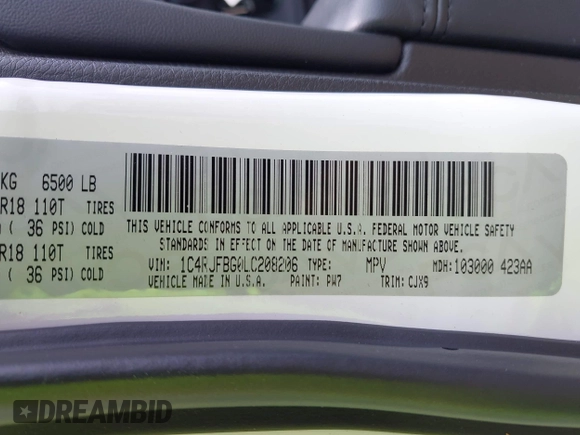 KG 6500 LB
R18 110T TIRES
( 36 PSI) COLD
R18 110T TIRES
( 36 PSI) COLD
THIS VEHICLE CONFORMS TO ALL APPLICABLE U.S.A. FEDERAL MOTOR VEHICLE SAFETY
STANDARDS IN EFFECT ON THE DATE OF MANUFACTURE SHOWN ABOVE.
VIN: 1C4RJFBG0LC208206 TYPE: MPV MDH: 103000 423AA
VEHICLE MADE IN U.S.A. PAINT: PW7 TRIM: CJX9
DREAMBID